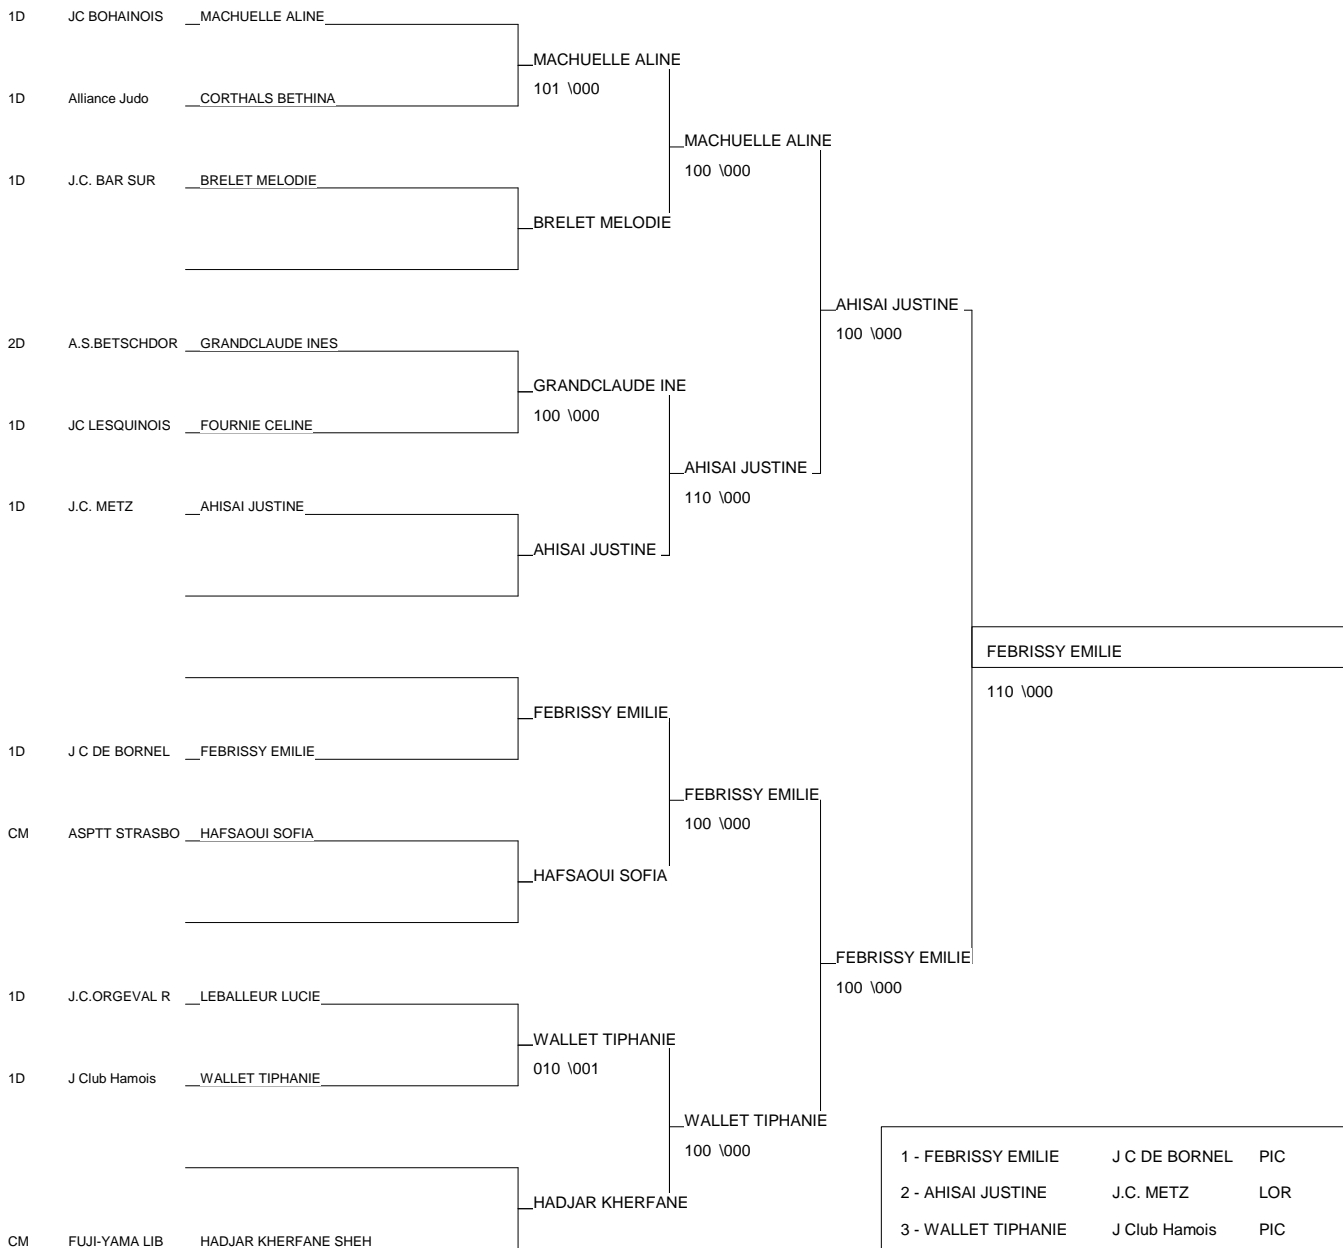 1D JC BOHAINOIS MACHUELLE ALINE
MACHUELLE ALINE
101 \000
1D Alliance Judo CORTHALS BETHINA
MACHUELLE ALINE
100 \000
1D J.C. BAR SUR BRELET MELODIE
BRELET MELODIE
AHISAI JUSTINE
100 \000
2D A.S.BETSCHDOR GRANDCLAUDE INES
GRANDCLAUDE INE
100 \000
1D JC LESQUINOIS FOURNIE CELINE
AHISAI JUSTINE
110 \000
1D J.C. METZ AHISAI JUSTINE
AHISAI JUSTINE
FEBRISSY EMILIE
110 \000
FEBRISSY EMILIE
1D J C DE BORNEL FEBRISSY EMILIE
FEBRISSY EMILIE
100 \000
CM ASPTT STRASBO HAFSAOUI SOFIA
HAFSAOUI SOFIA
FEBRISSY EMILIE
100 \000
1D J.C.ORGEVAL R LEBALLEUR LUCIE
WALLET TIPHANIE
010 \001
1D J Club Hamois WALLET TIPHANIE
WALLET TIPHANIE
100 \000
1 - FEBRISSY EMILIE J C DE BORNEL PIC
2 - AHISAI JUSTINE J.C. METZ LOR
HADJAR KHERFANE
3 - WALLET TIPHANIE J Club Hamois PIC
CM FUJI-YAMA LIB HADJAR KHERFANE SHEH